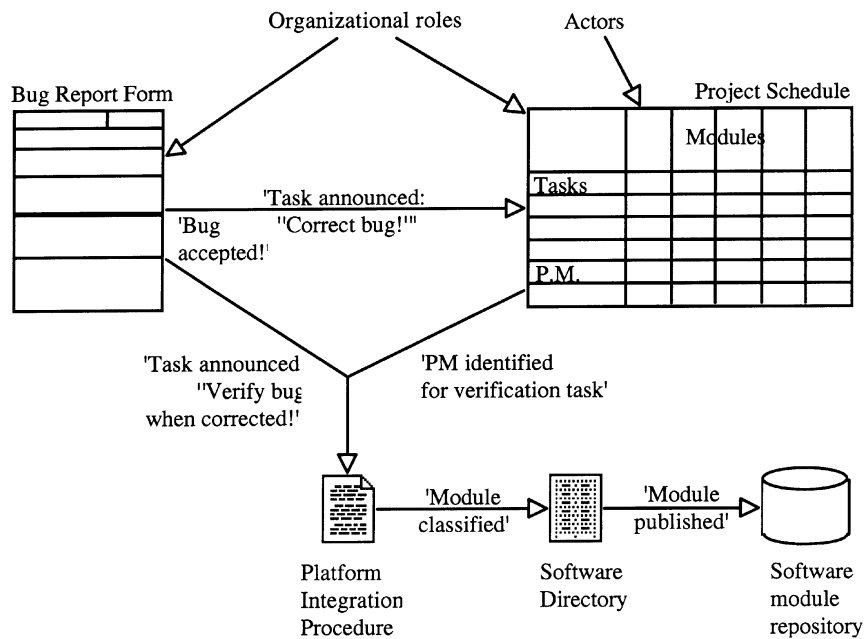 Organizational roles
Actors
Bug Report Form
Project Schedule
Modules
Tasks
'Task announced:
"Correct bug!"'
'Bug
accepted!'
P.M.
'Task announced
"Verify bug
when corrected!'
'PM identified
for verification task'
'Module
classified'
'Module
published'
Platform
Integration
Procedure
Software
Directory
Software
module
repository